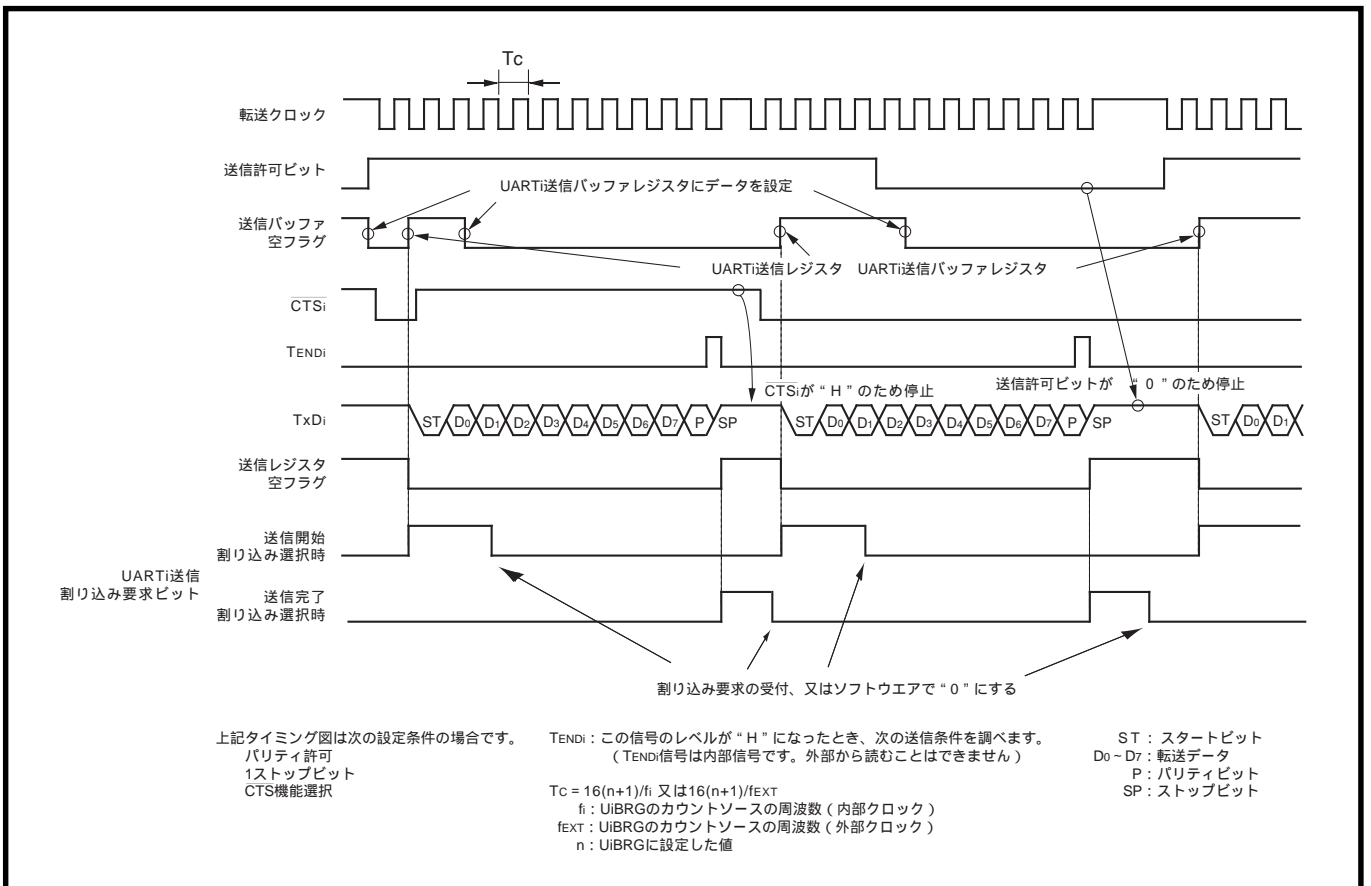 Tc
転送クロック
送信許可ビット
UARTi送信バッファレジスタにデータを設定
送信バッファ
空フラグ
UARTi送信レジスタ UARTi送信バッファレジスタ
CTSi
TENDi
CTSiが“H”のため停止
送信許可ビットが “0”のため停止
TxDi
ST D0 D1 D2 D3 D4 D5 D6 D7 P SP ST D0 D1 D2 D3 D4 D5 D6 D7 P SP ST D0 D1
送信レジスタ
空フラグ
送信開始
割り込み選択時
UARTi送信
割り込み要求ビット
送信完了
割り込み選択時
割り込み要求の受付、又はソフトウエアで“0”にする
上記タイミング図は次の設定条件の場合です。
パリティ許可
1ストップビット
CTS機能選択
TENDi：この信号のレベルが“H”になったとき、次の送信条件を調べます。
（TENDi信号は内部信号です。外部から読むことはできません）
Tc = 16(n+1)/fi 又は16(n+1)/fEXT
fi：UiBRGのカウントソースの周波数（内部クロック）
fEXT：UiBRGのカウントソースの周波数（外部クロック）
n：UiBRGに設定した値
ST：スタートビット
D0～D7：転送データ
P：パリティビット
SP：ストップビット